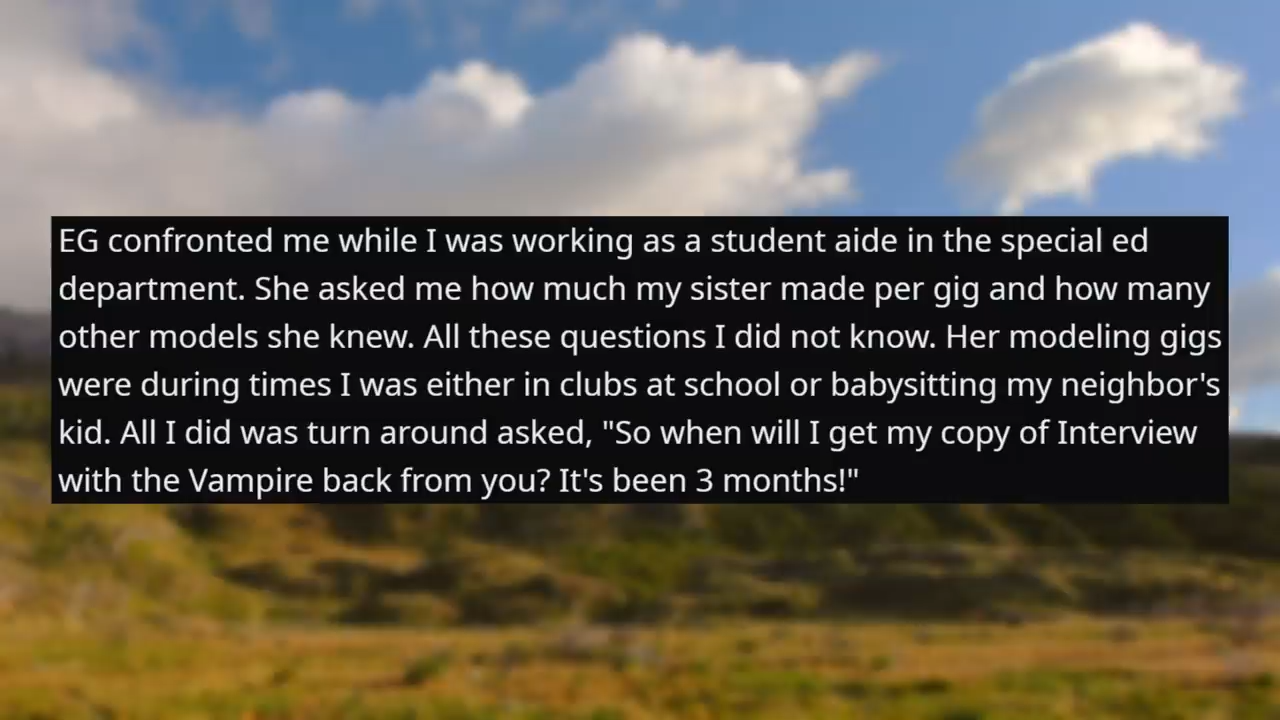 EG confronted me while I was working as a student aide in the special ed
department. She asked me how much my sister made per gig and how many
other models she knew. All these questions I did not know. Her modeling gigs
were during times I was either in clubs at school or babysitting my neighbor's
kid. All I did was turn around asked, "So when will I get my copy of Interview
with the Vampire back from you? It's been 3 months!"